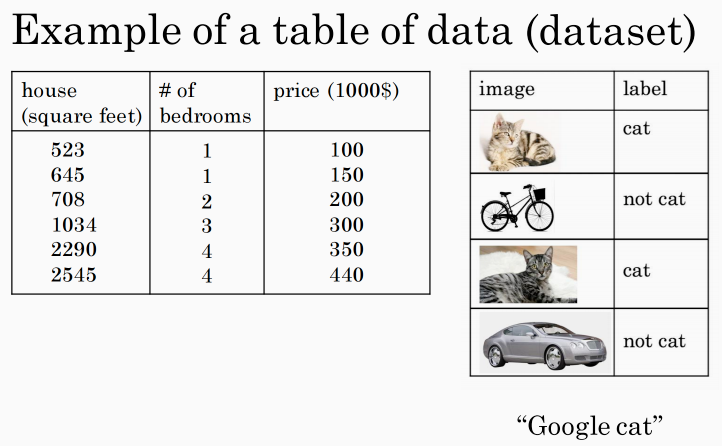 Example of a table of data (dataset)
house # of price (1000$)
(square feet) bedrooms
523 1 100
645 1 150
708 2 200
1034 3 300
2290 4 350
2545 4 440
image label
cat
not cat
cat
not cat
“Google cat”